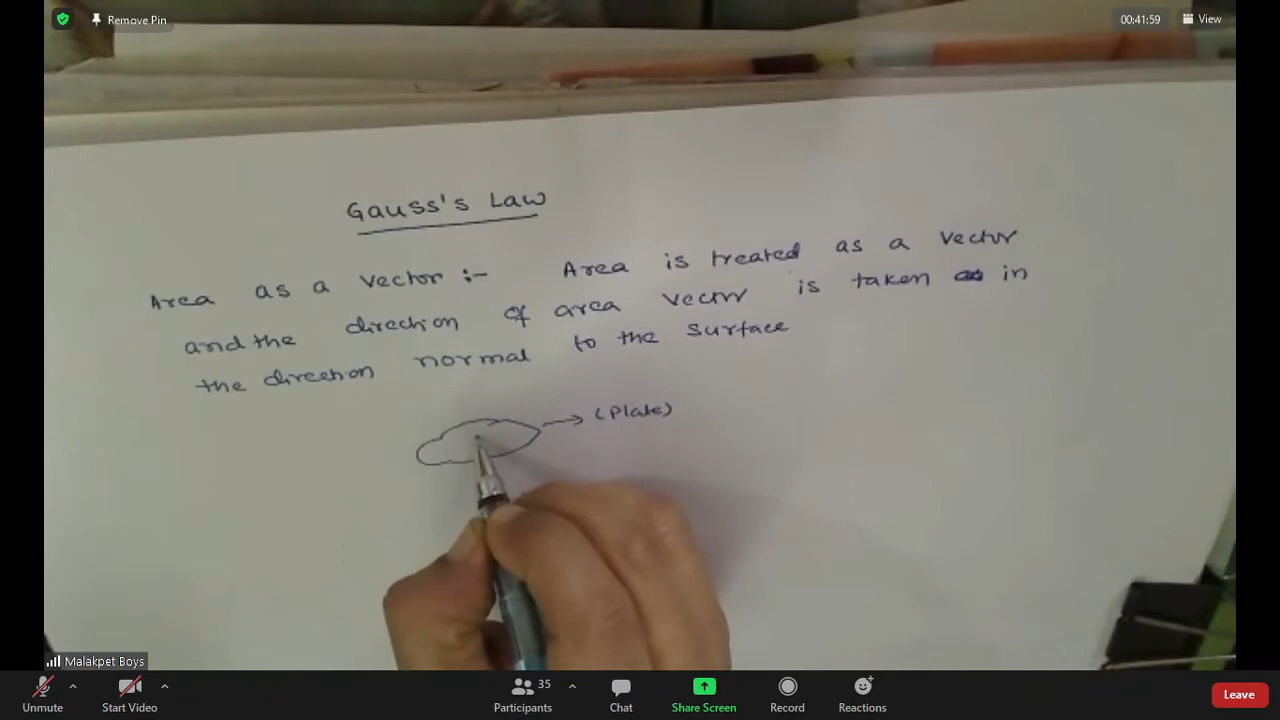 Remove Pin
00:41:59
View
Gauss's Law
Area as a vector :- Area is treated as a vector
and the direction of area vector is taken as in
the direction normal to the surface
(Plate)
Malakpet Boys
Unmute
Start Video
35
Participants
Chat
Share Screen
Record
Reactions
Leave